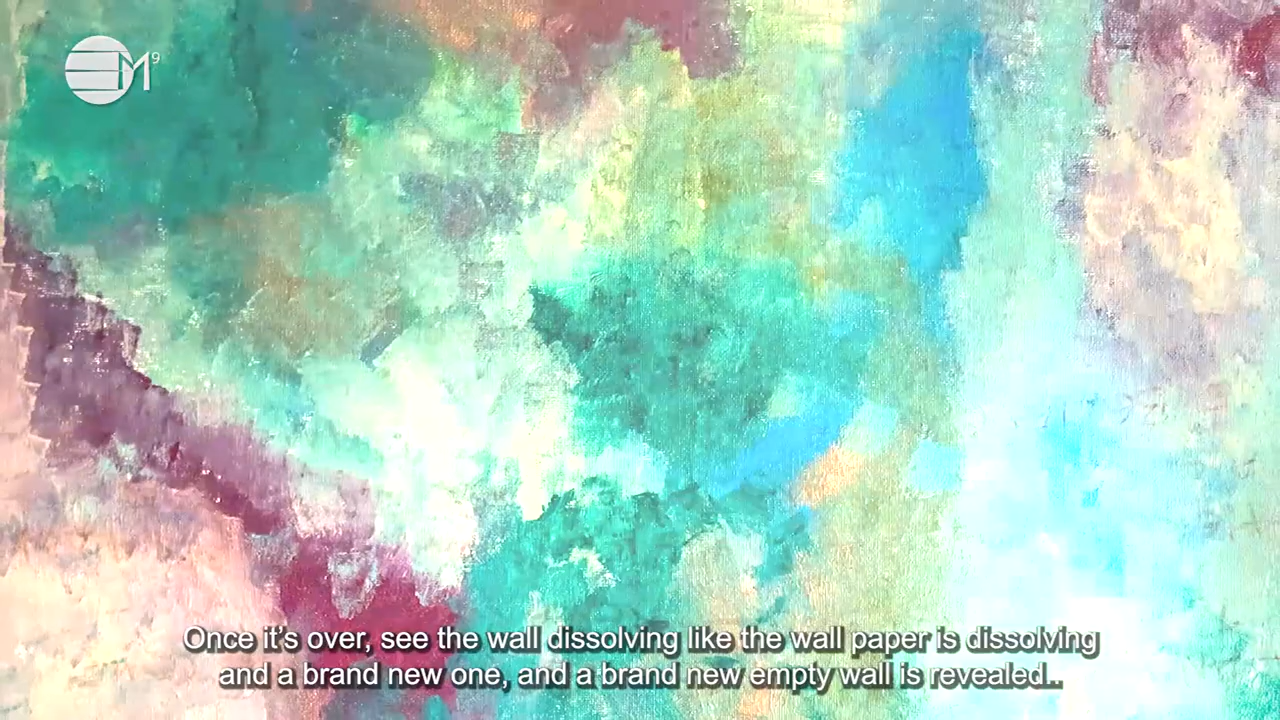 M9
Once it's over, see the wall dissolving like the wall paper is dissolving
and a brand new one, and a brand new empty wall is revealed..